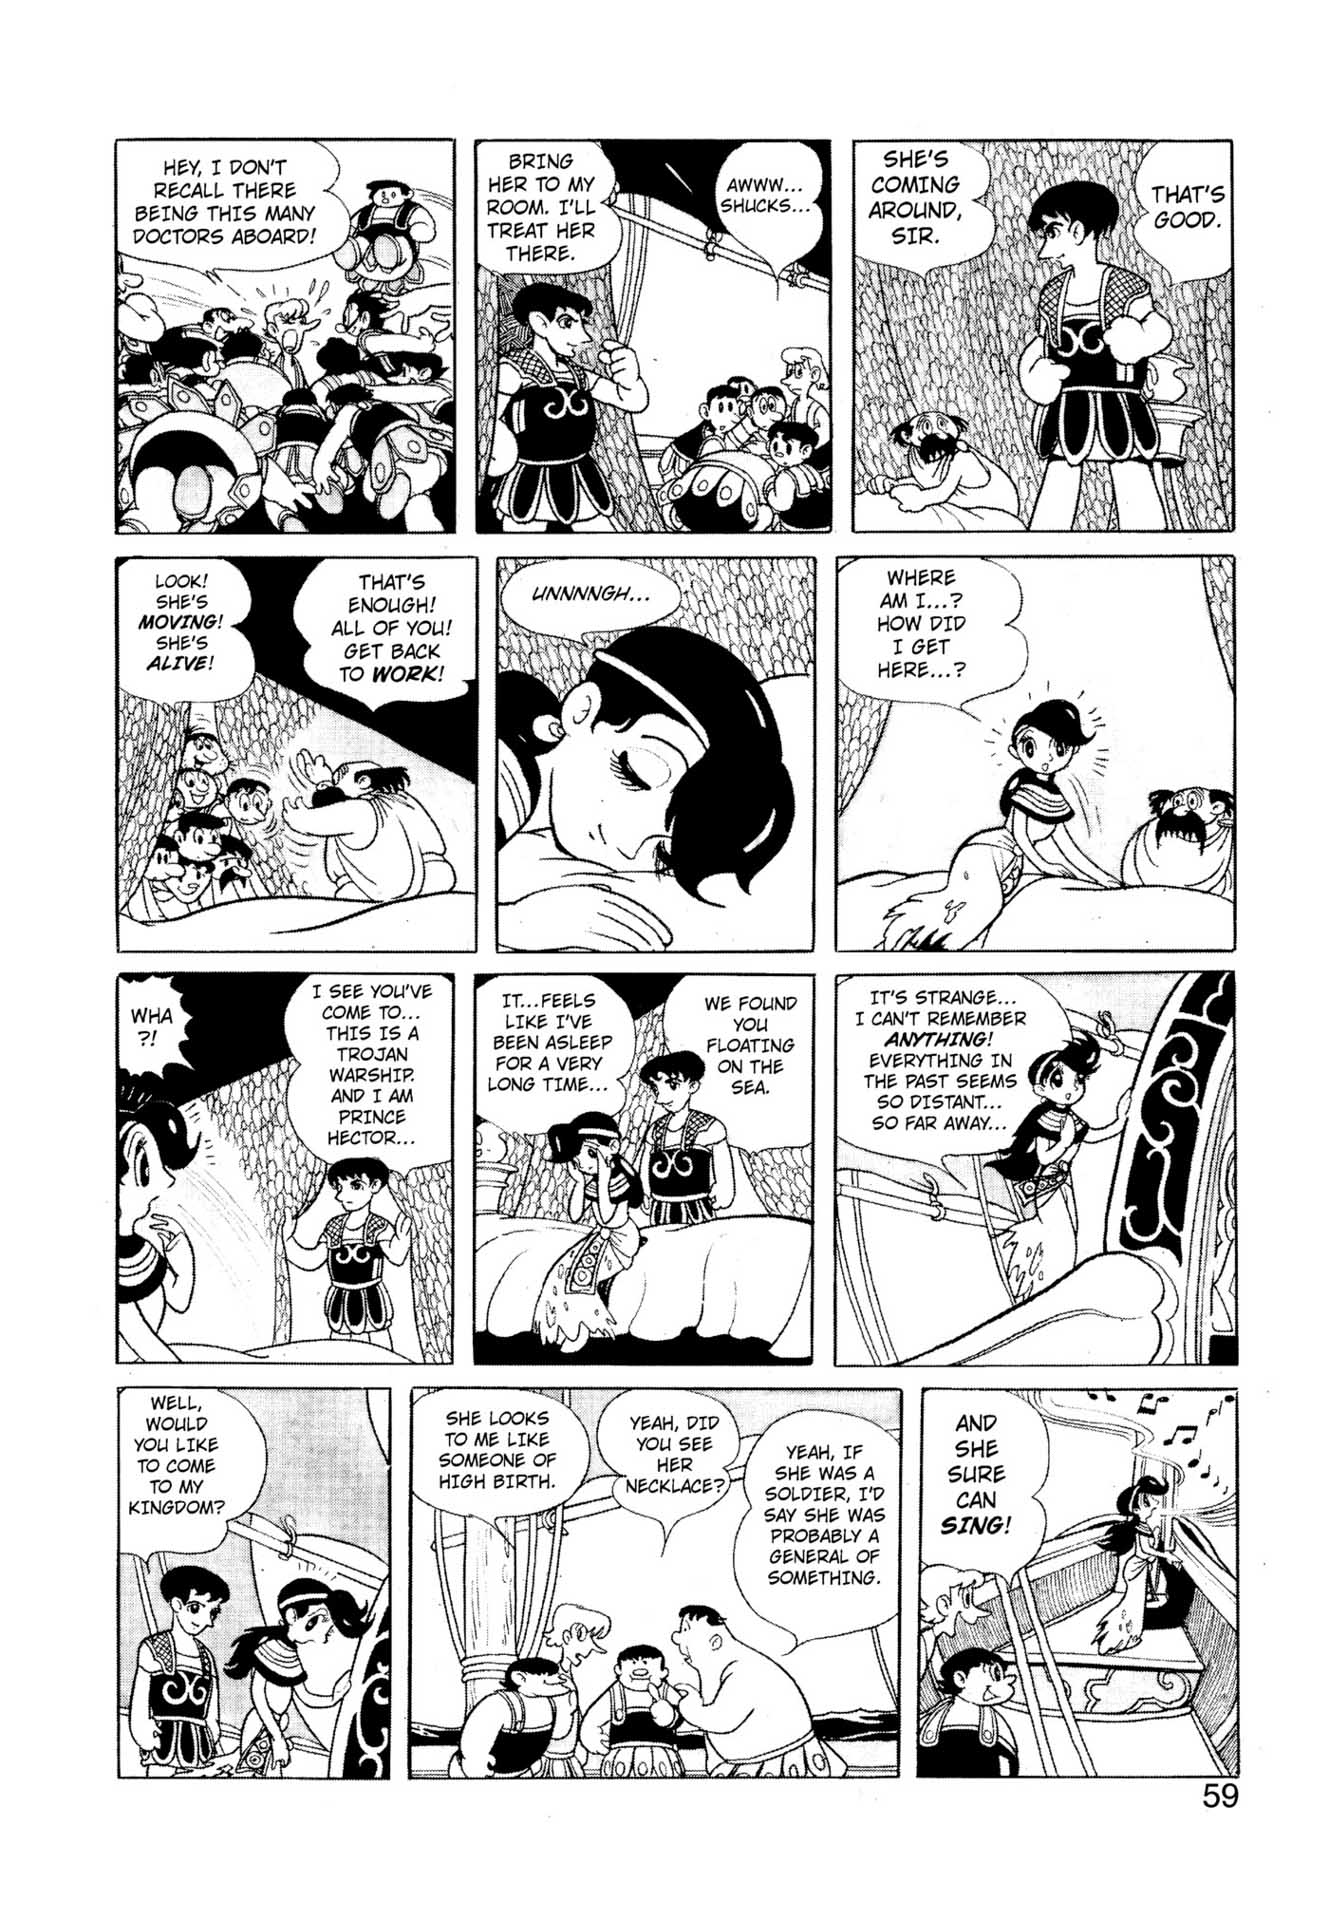 HEY, I DON'T
RECALL THERE
BEING THIS MANY
DOCTORS ABOARD!
BRING
HER TO MY
ROOM. I'LL
TREAT HER
THERE.
AWWW...
SHUCKS...
SHE'S
COMING
AROUND,
SIR.
THAT'S
GOOD.
LOOK!
SHE'S
MOVING!
SHE'S
ALIVE!
THAT'S
ENOUGH!
ALL OF YOU!
GET BACK
TO WORK!
UNNNNGH...
WHERE
AM I...?
HOW DID
I GET
HERE...?
WHA
?!
I SEE YOU'VE
COME TO...
THIS IS A
TROJAN
WARSHIP.
AND I AM
PRINCE
HECTOR...
IT...FEELS
LIKE I'VE
BEEN ASLEEP
FOR A VERY
LONG TIME...
WE FOUND
YOU
FLOATING
ON THE
SEA.
IT'S STRANGE...
I CAN'T REMEMBER
ANYTHING!
EVERYTHING IN
THE PAST SEEMS
SO DISTANT...
SO FAR AWAY...
WELL,
WOULD
YOU LIKE
TO COME
TO MY
KINGDOM?
SHE LOOKS
TO ME LIKE
SOMEONE OF
HIGH BIRTH.
YEAH, DID
YOU SEE
HER
NECKLACE?
YEAH, IF
SHE WAS A
SOLDIER, I'D
SAY SHE WAS
PROBABLY A
GENERAL OF
SOMETHING.
AND
SHE
SURE
CAN
SING!
59